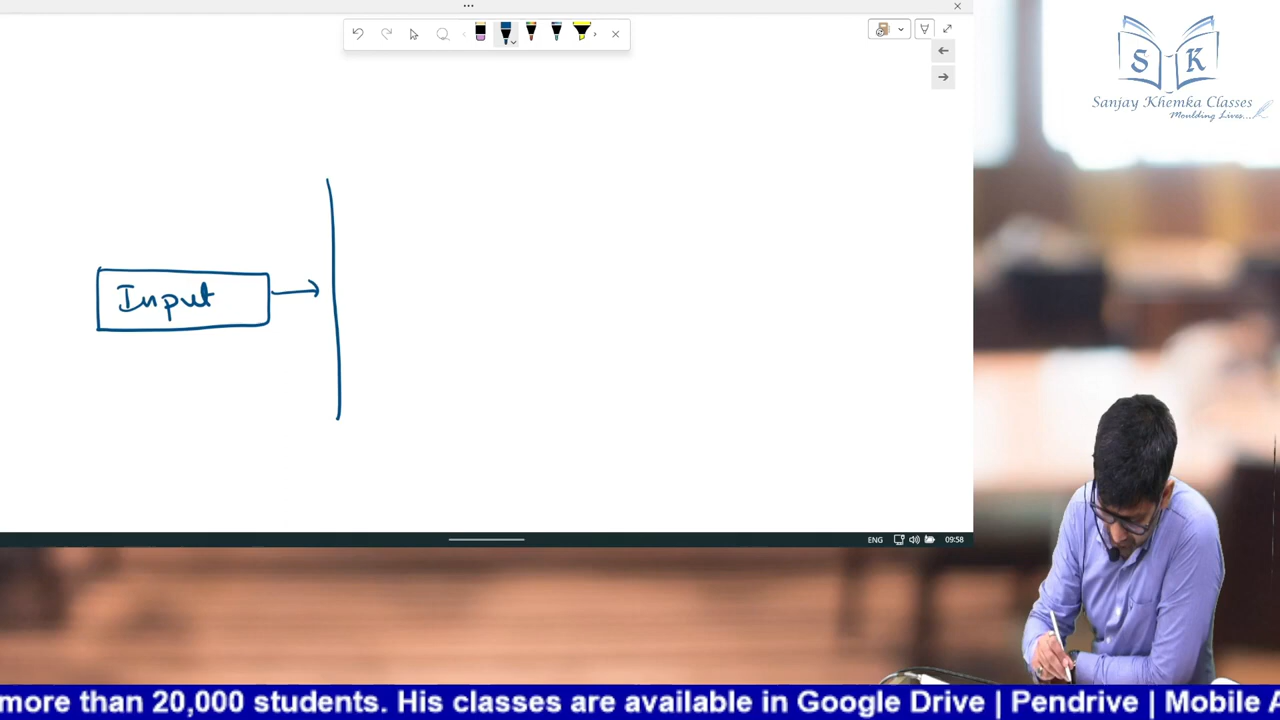 S K
Sanjay Khemka Classes
Moulding Lives...
Input
ENG 09:58
more than 20,000 students. His classes are available in Google Drive | Pendrive | Mobile A